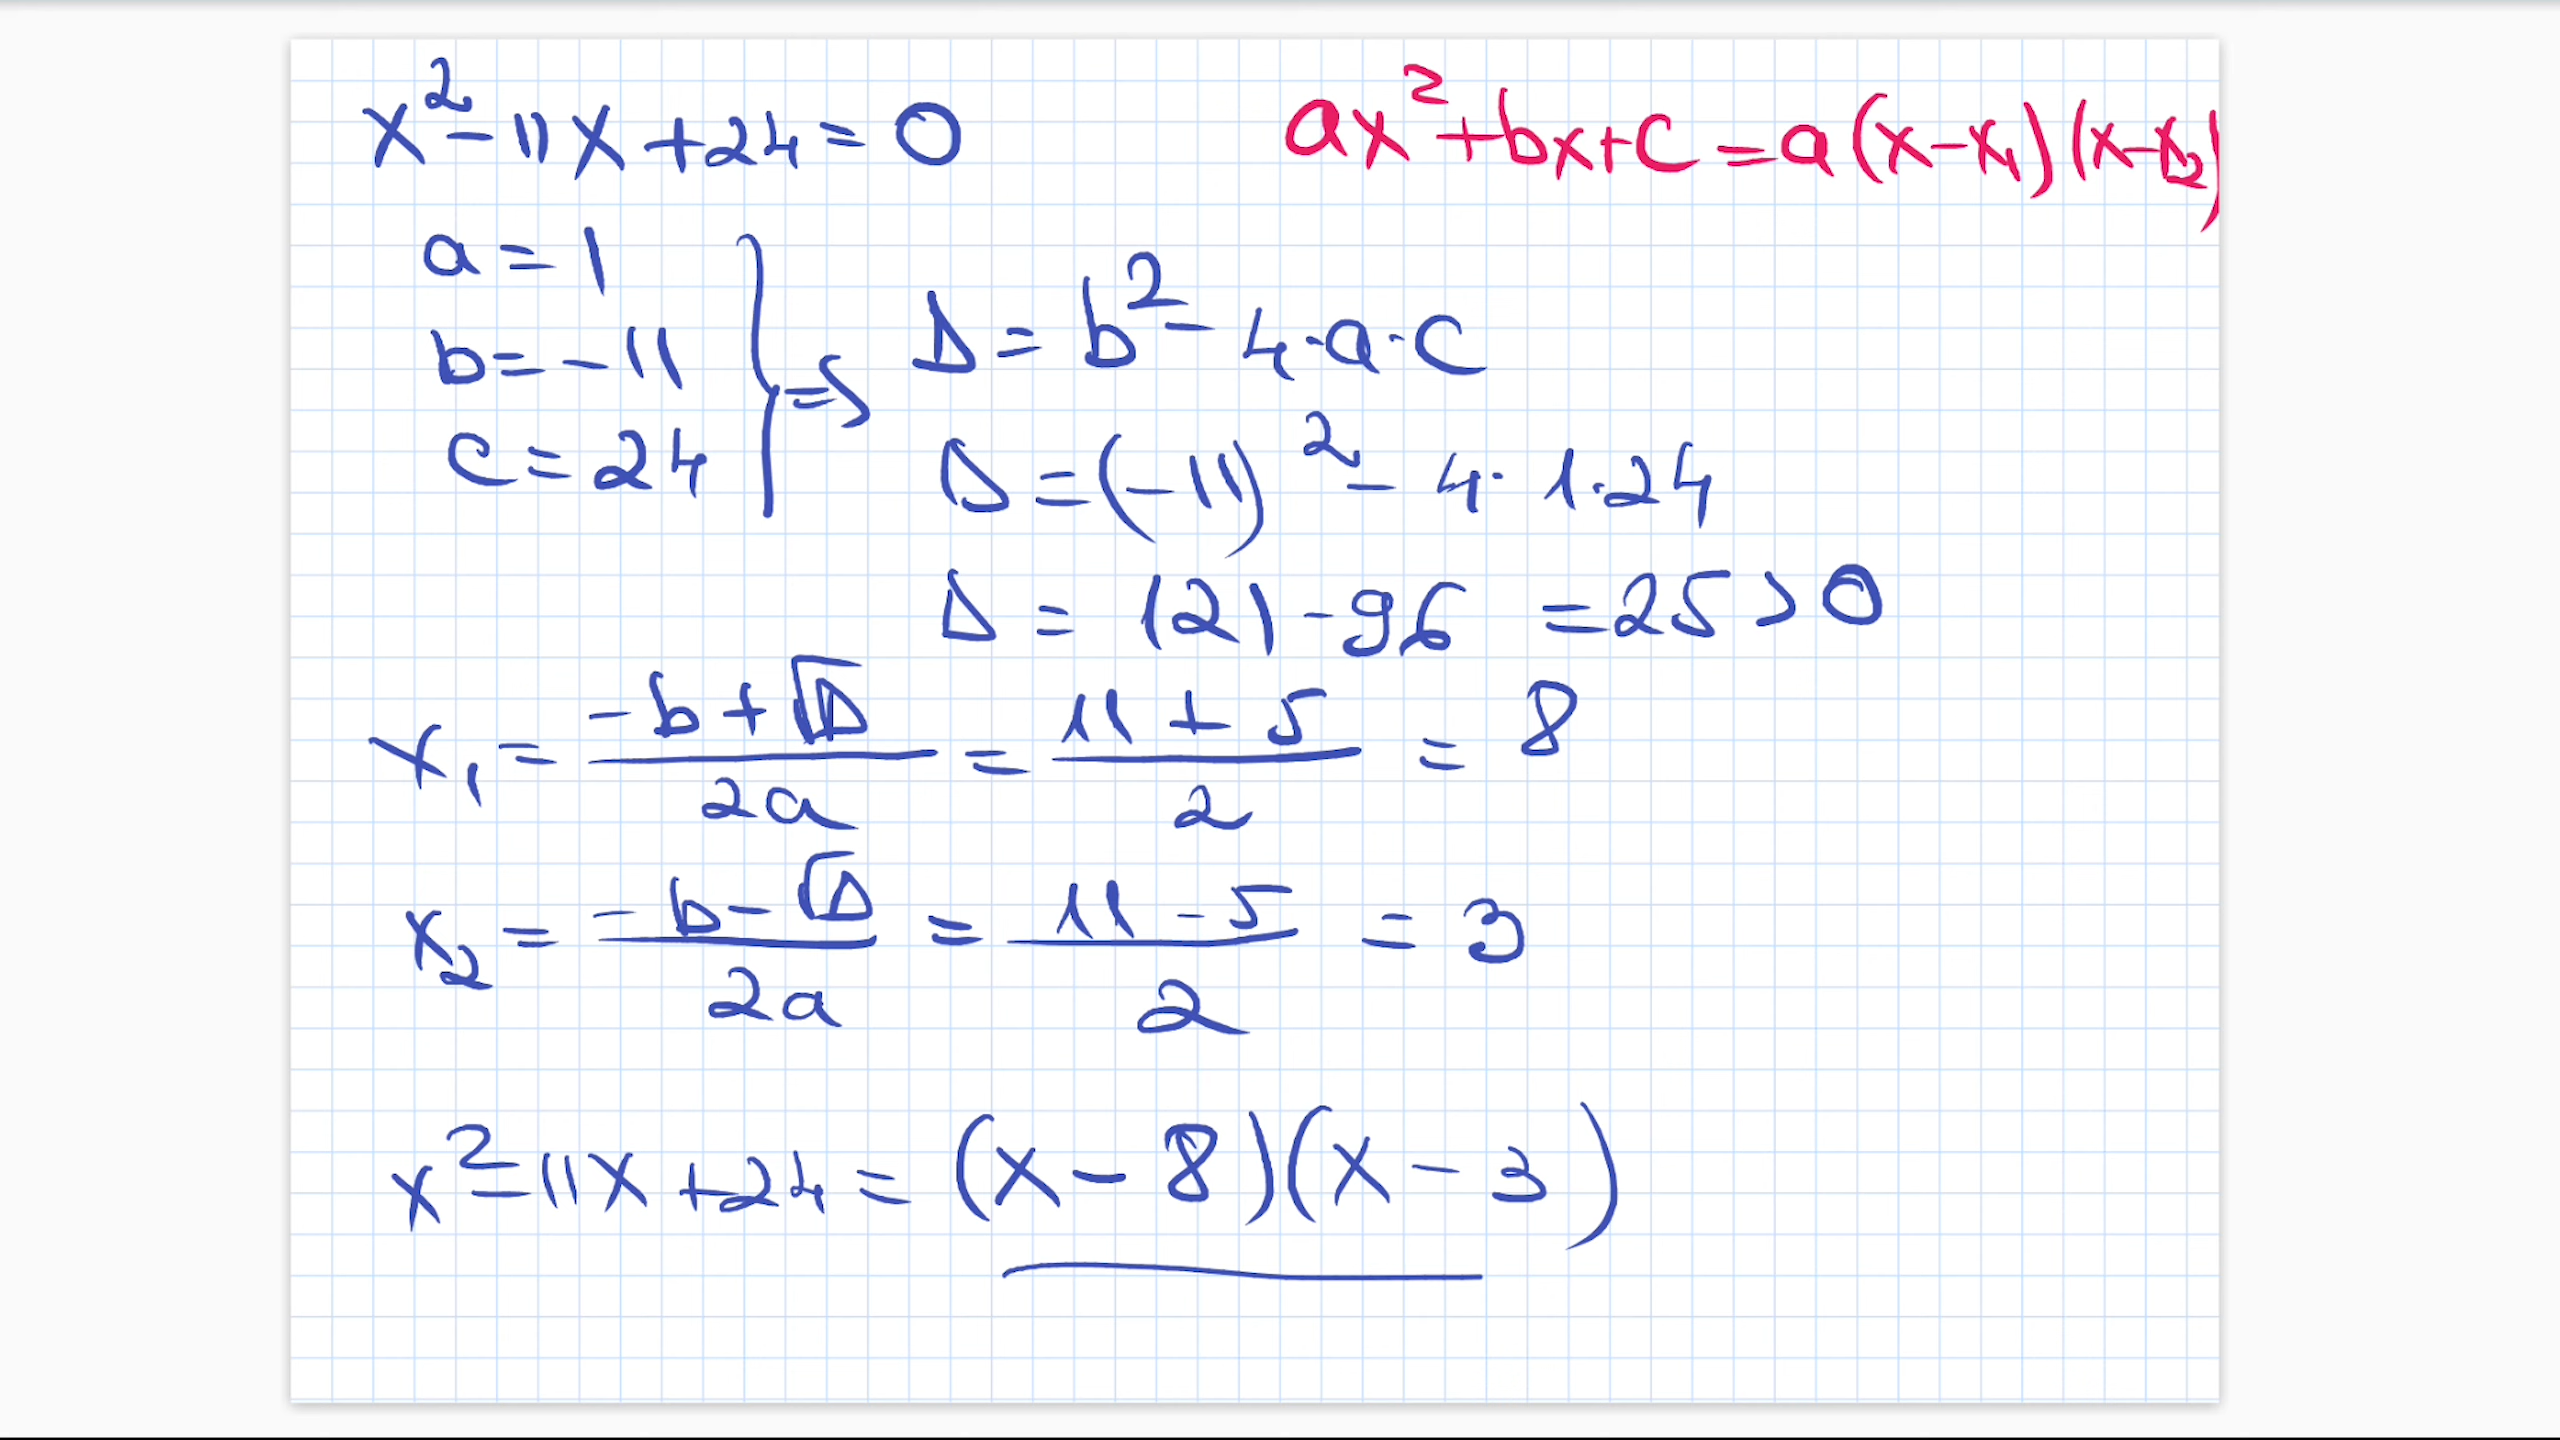 x² - 11x + 24 = 0
ax² + bx + c = a(x - x₁)(x - x₂)
a = 1
b = -11
c = 24
=> D = b² - 4·a·c
D = (-11)² - 4·1·24
D = 121 - 96 = 25 > 0
x₁ = (-b + √D)/(2a) = (11 + 5)/2 = 8
x₂ = (-b - √D)/(2a) = (11 - 5)/2 = 3
x² - 11x + 24 = (x - 8)(x - 3)